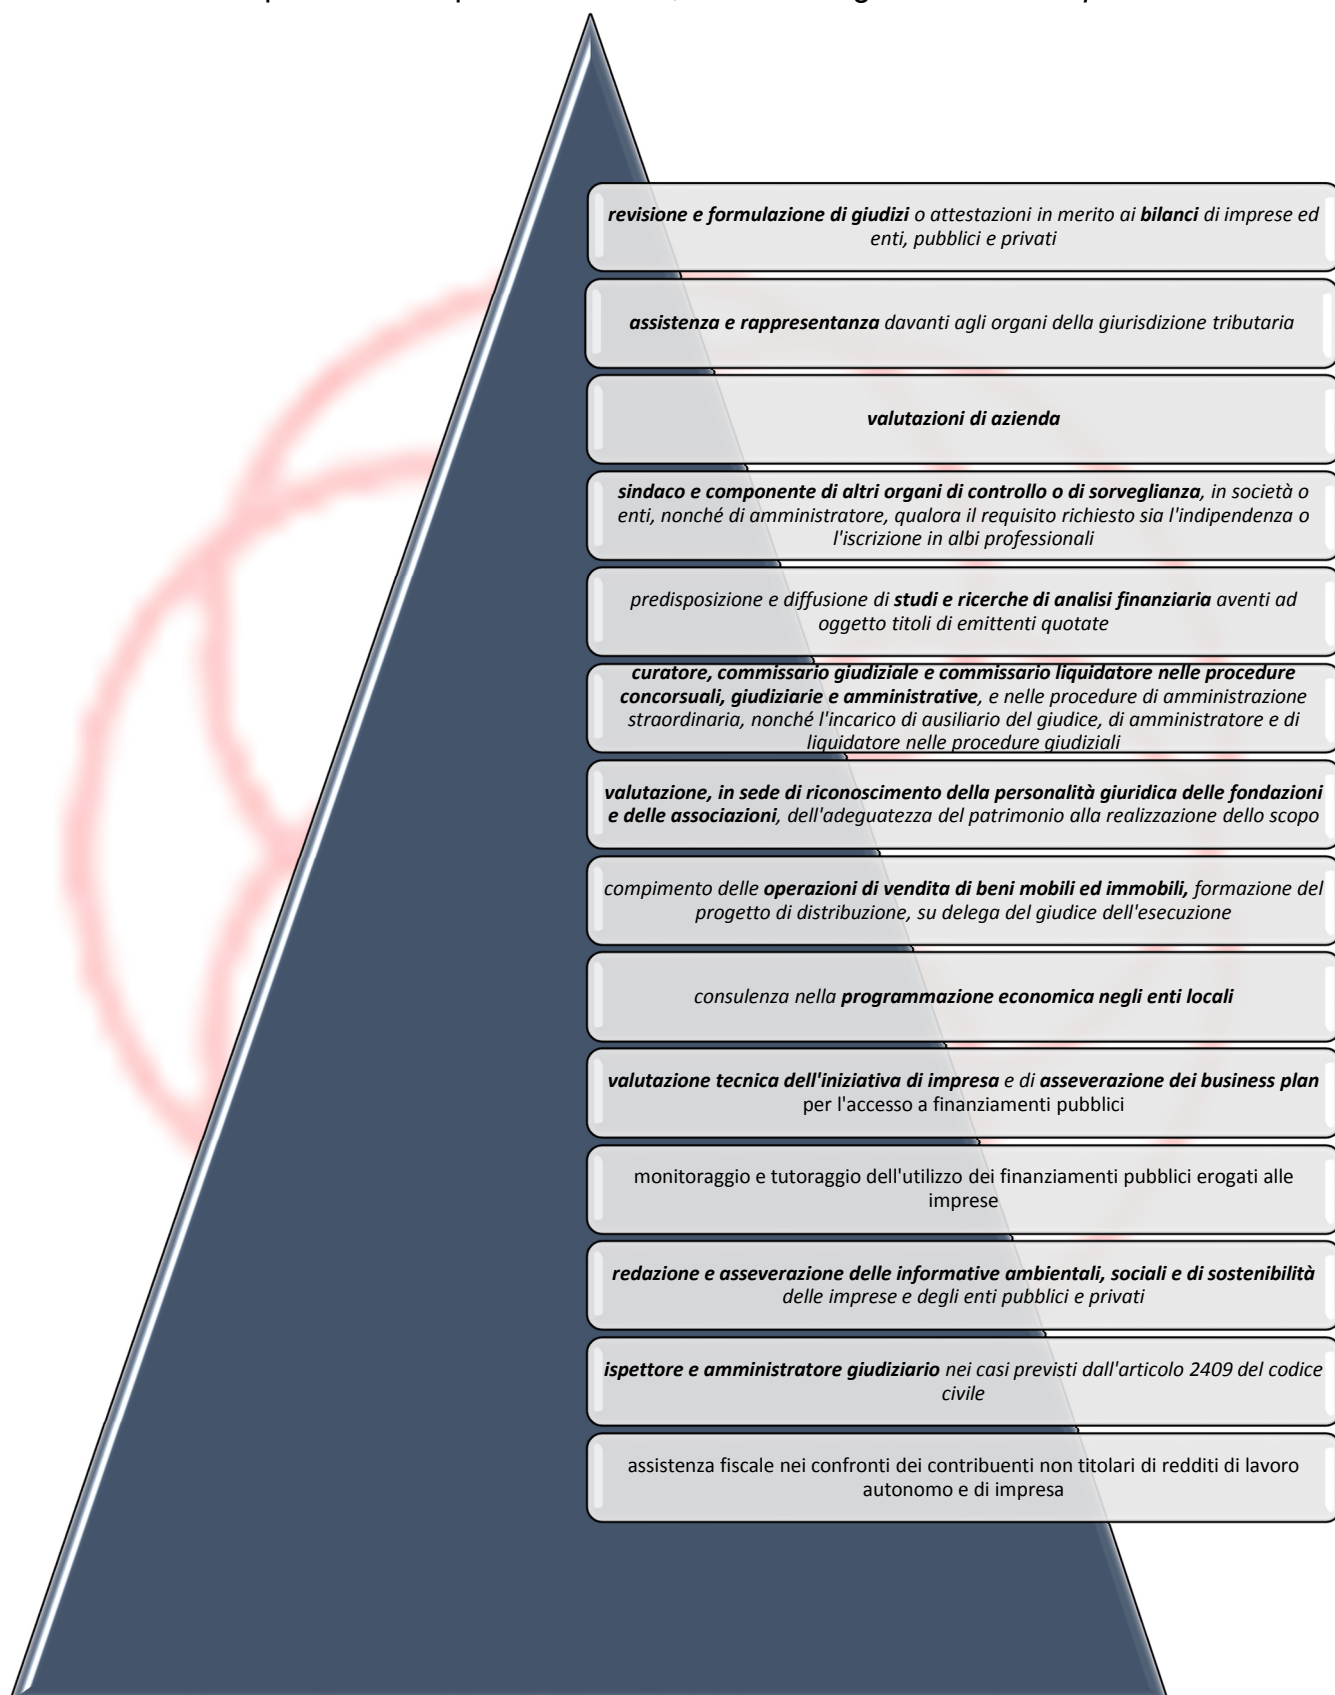 revisione e formulazione di giudizi o attestazioni in merito ai bilanci di imprese ed
enti, pubblici e privati
assistenza e rappresentanza davanti agli organi della giurisdizione tributaria
valutazioni di azienda
sindaco e componente di altri organi di controllo o di sorveglianza, in società o
enti, nonché di amministratore, qualora il requisito richiesto sia l'indipendenza o
l'iscrizione in albi professionali
predisposizione e diffusione di studi e ricerche di analisi finanziaria aventi ad
oggetto titoli di emittenti quotate
curatore, commissario giudiziale e commissario liquidatore nelle procedure
concorsuali, giudiziarie e amministrative, e nelle procedure di amministrazione
straordinaria, nonché l'incarico di ausiliario del giudice, di amministratore e di
liquidatore nelle procedure giudiziali
valutazione, in sede di riconoscimento della personalità giuridica delle fondazioni
e delle associazioni, dell'adeguatezza del patrimonio alla realizzazione dello scopo
compimento delle operazioni di vendita di beni mobili ed immobili, formazione del
progetto di distribuzione, su delega del giudice dell'esecuzione
consulenza nella programmazione economica negli enti locali
valutazione tecnica dell'iniziativa di impresa e di asseverazione dei business plan
per l'accesso a finanziamenti pubblici
monitoraggio e tutoraggio dell'utilizzo dei finanziamenti pubblici erogati alle
imprese
redazione e asseverazione delle informative ambientali, sociali e di sostenibilità
delle imprese e degli enti pubblici e privati
ispettore e amministratore giudiziario nei casi previsti dall'articolo 2409 del codice
civile
assistenza fiscale nei confronti dei contribuenti non titolari di redditi di lavoro
autonomo e di impresa